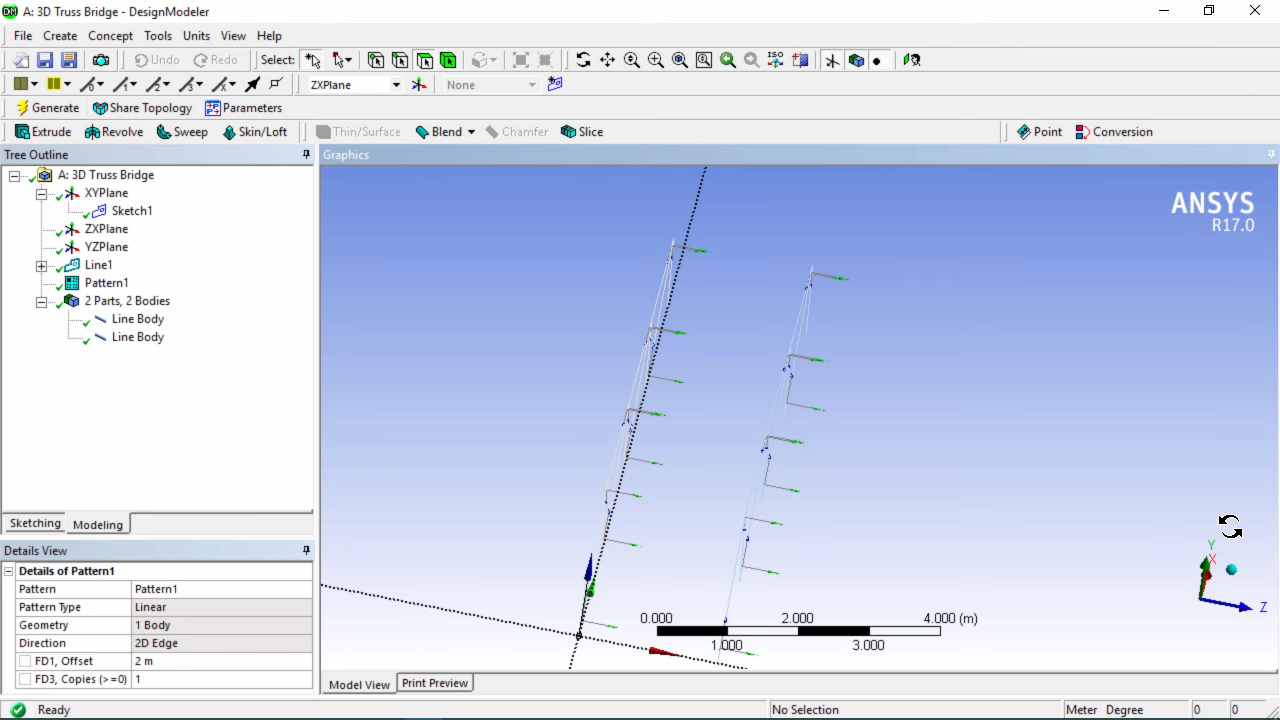 A: 3D Truss Bridge - DesignModeler
File Create Concept Tools Units View Help
Undo Redo Select: ISO
ZXPlane None
Generate Share Topology Parameters
Extrude Revolve Sweep Skin/Loft Thin/Surface Blend Chamfer Slice Point Conversion
Tree Outline
A: 3D Truss Bridge
XYPlane
Sketch1
ZXPlane
YZPlane
Line1
Pattern1
2 Parts, 2 Bodies
Line Body
Line Body
Sketching Modeling
Details View
Details of Pattern1
Pattern Pattern1
Pattern Type Linear
Geometry 1 Body
Direction 2D Edge
FD1, Offset 2 m
FD3, Copies (>=0) 1
Graphics
ANSYS
R17.0
Y
X
Z
0.000 2.000 4.000 (m)
1.000 3.000
Model View Print Preview
Ready No Selection Meter Degree 0 0